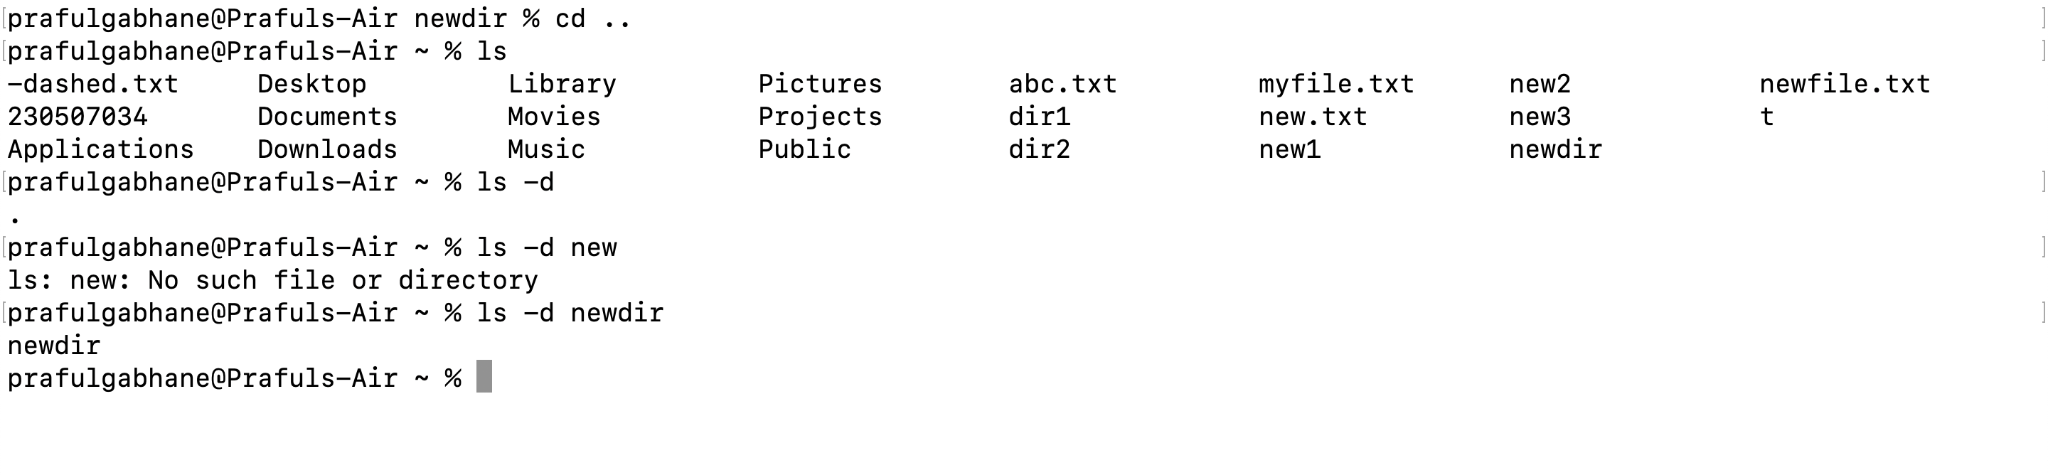 prafulgabhane@Prafuls-Air newdir % cd ..
prafulgabhane@Prafuls-Air ~ % ls
-dashed.txt Desktop Library Pictures abc.txt myfile.txt new2 newfile.txt
230507034 Documents Movies Projects dir1 new.txt new3 t
Applications Downloads Music Public dir2 new1 newdir
prafulgabhane@Prafuls-Air ~ % ls -d
.
prafulgabhane@Prafuls-Air ~ % ls -d new
ls: new: No such file or directory
prafulgabhane@Prafuls-Air ~ % ls -d newdir
newdir
prafulgabhane@Prafuls-Air ~ %